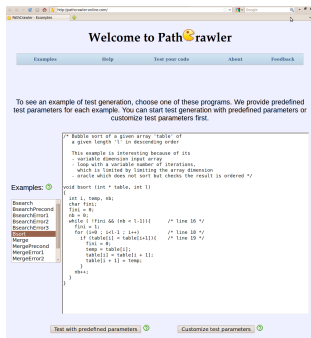 http://pathcrawler-online.com/
Google
PathCrawler - Examples
Welcome to Path rawler
Examples Help Test your code About Feedback
To see an example of test generation, choose one of these programs. We provide predefined
test parameters for each example. You can start test generation with predefined parameters or
customize test parameters first.
Examples:
Bsearch
BsearchPrecond
BsearchError1
BsearchError2
BsearchError3
Bsort
Merge
MergePrecond
MergeError1
MergeError2
/* Bubble sort of a given array 'table' of
a given length 'l' in descending order
This example is interesting because of its
- variable dimension input array
- loop with a variable number of iterations,
which is limited by limiting the array dimension
- oracle which does not sort but checks the result is ordered */
void bsort (int * table, int l)
{
int i, temp, nb;
char fini;
fini = 0;
nb = 0;
while ( !fini && (nb < l-1)){ /* line 16 */
fini = 1;
for (i=0 ; i<l-1 ; i++) /* line 18 */
if (table[i] < table[i+1]){ /* line 19 */
fini = 0;
temp = table[i];
table[i] = table[i + 1];
table[i + 1] = temp;
}
nb++;
}
}
Test with predefined parameters
Customize test parameters